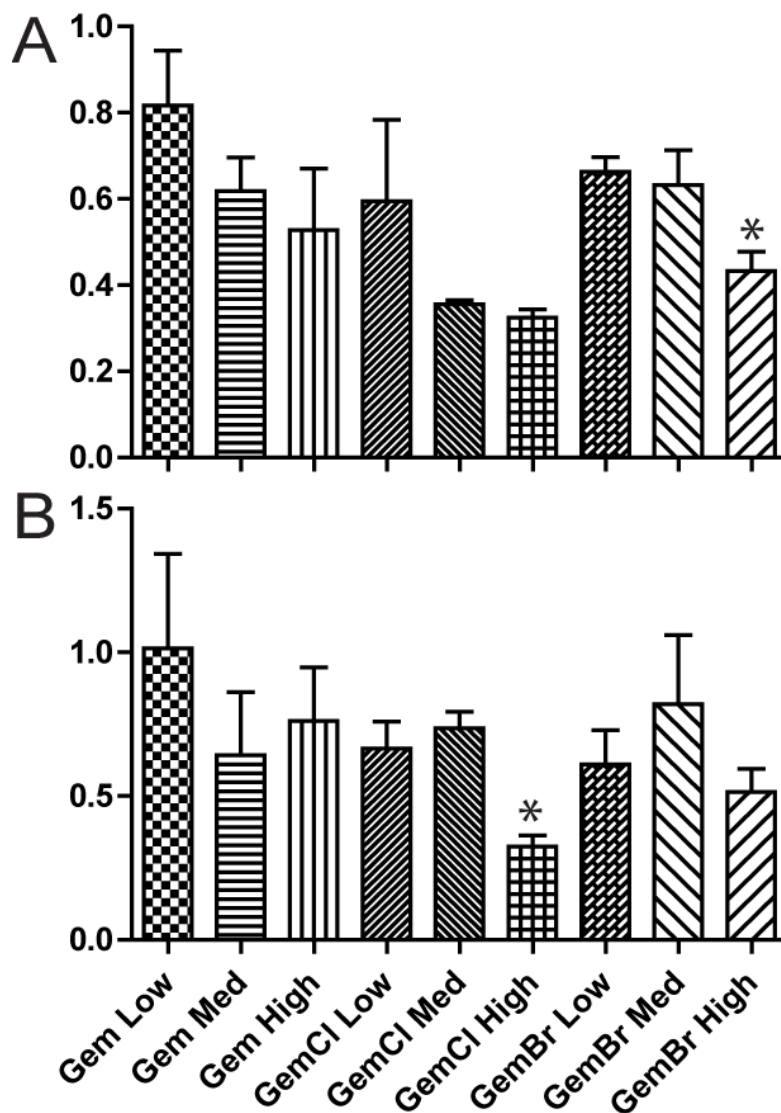 A
1.0
0.8
0.6
0.4
0.2
0.0
*
B
1.5
1.0
0.5
0.0
*
Gem Low
Gem Med
Gem High
GemCl Low
GemCl Med
GemCl High
GemBr Low
GemBr Med
GemBr High